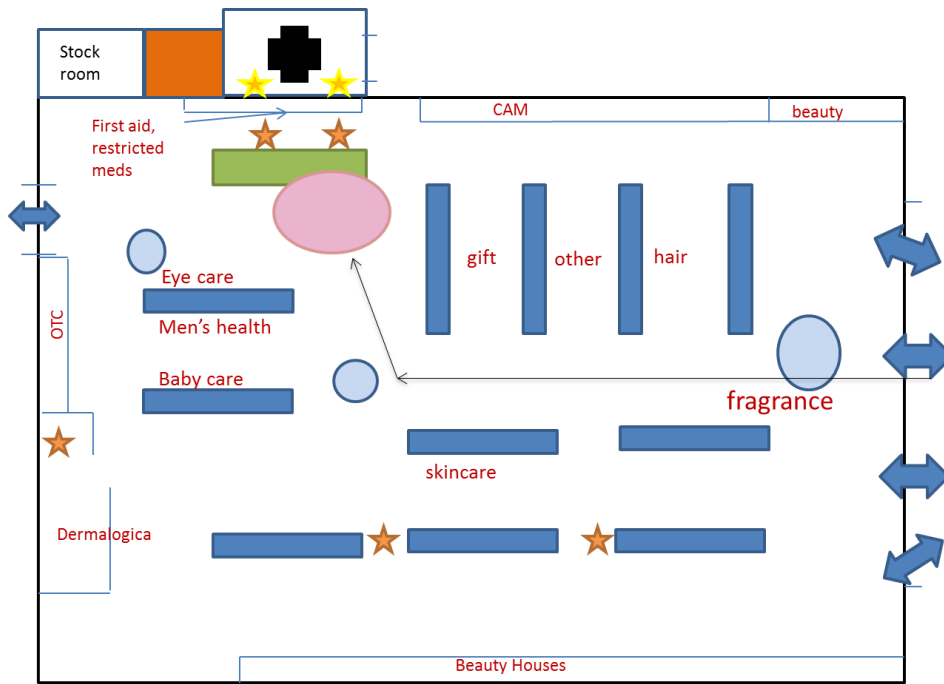 Stock
room
CAM
beauty
First aid,
restricted
meds
gift
other
hair
Eye care
Men's health
OTC
Baby care
fragrance
skincare
Dermalogica
Beauty Houses